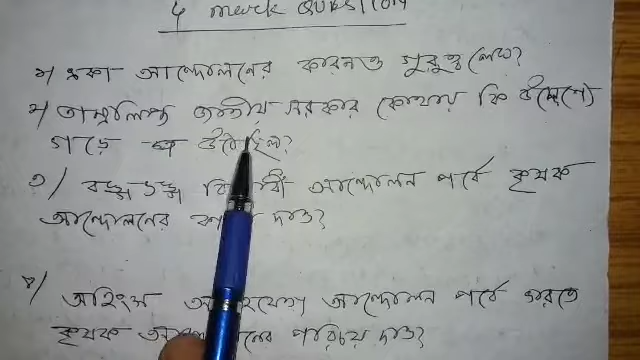 4 mark QUESTION
১) একা আন্দোলনের কারন ও গুরুত্ব লেখ?
২) তাম্রলিপ্ত জাতীয় সরকার কোথায় কি উদ্দেশ্যে
গড়ে উঠেছিল?
৩) বঙ্গভঙ্গ আন্দোলন পর্বে কৃষক
আন্দোলনের দাও?
৪) অহিংস আন্দোলন পর্বে ভারতে
কৃষক পরিচয় দাও?